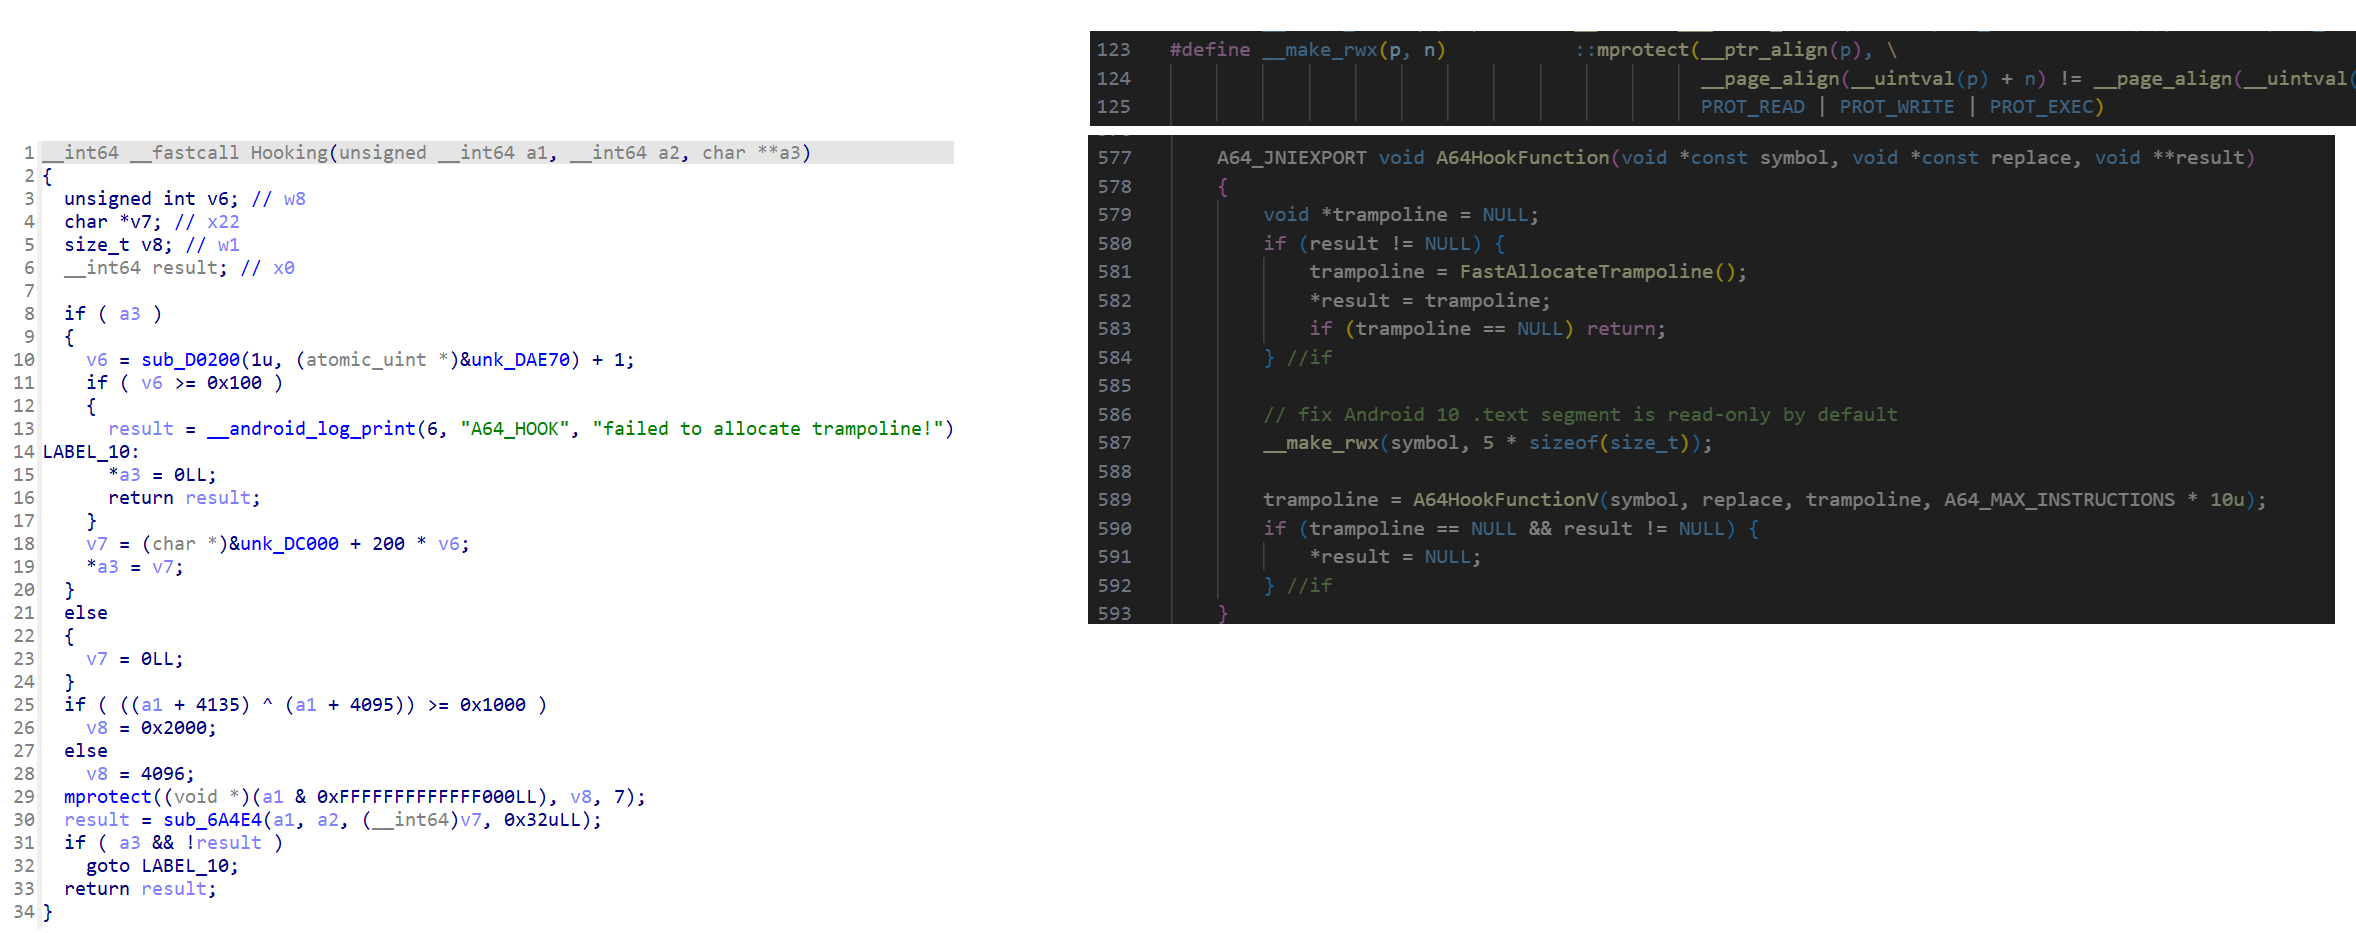 1 __int64 __fastcall Hooking(unsigned __int64 a1, __int64 a2, char **a3)
2 {
3 unsigned int v6; // w8
4 char *v7; // x22
5 size_t v8; // w1
6 __int64 result; // x0
7
8 if ( a3 )
9 {
10 v6 = sub_D0200(1u, (atomic_uint *)&unk_DAE70) + 1;
11 if ( v6 >= 0x100 )
12 {
13 result = __android_log_print(6, "A64_HOOK", "failed to allocate trampoline!")
14 LABEL_10:
15 *a3 = 0LL;
16 return result;
17 }
18 v7 = (char *)&unk_DC000 + 200 * v6;
19 *a3 = v7;
20 }
21 else
22 {
23 v7 = 0LL;
24 }
25 if ( ((a1 + 4135) ^ (a1 + 4095)) >= 0x1000 )
26 v8 = 0x2000;
27 else
28 v8 = 4096;
29 mprotect((void *)(a1 & 0xFFFFFFFFFFFFF000LL), v8, 7);
30 result = sub_6A4E4(a1, a2, (__int64)v7, 0x32uLL);
31 if ( a3 && !result )
32 goto LABEL_10;
33 return result;
34 }
123 #define __make_rwx(p, n) ::mprotect(__ptr_align(p), \
124 __page_align(__uintval(p) + n) != __page_align(__uintval(
125 PROT_READ | PROT_WRITE | PROT_EXEC)
577 A64_JNIEXPORT void A64HookFunction(void *const symbol, void *const replace, void **result)
578 {
579 void *trampoline = NULL;
580 if (result != NULL) {
581 trampoline = FastAllocateTrampoline();
582 *result = trampoline;
583 if (trampoline == NULL) return;
584 } //if
585
586 // fix Android 10 .text segment is read-only by default
587 __make_rwx(symbol, 5 * sizeof(size_t));
588
589 trampoline = A64HookFunctionV(symbol, replace, trampoline, A64_MAX_INSTRUCTIONS * 10u);
590 if (trampoline == NULL && result != NULL) {
591 *result = NULL;
592 } //if
593 }